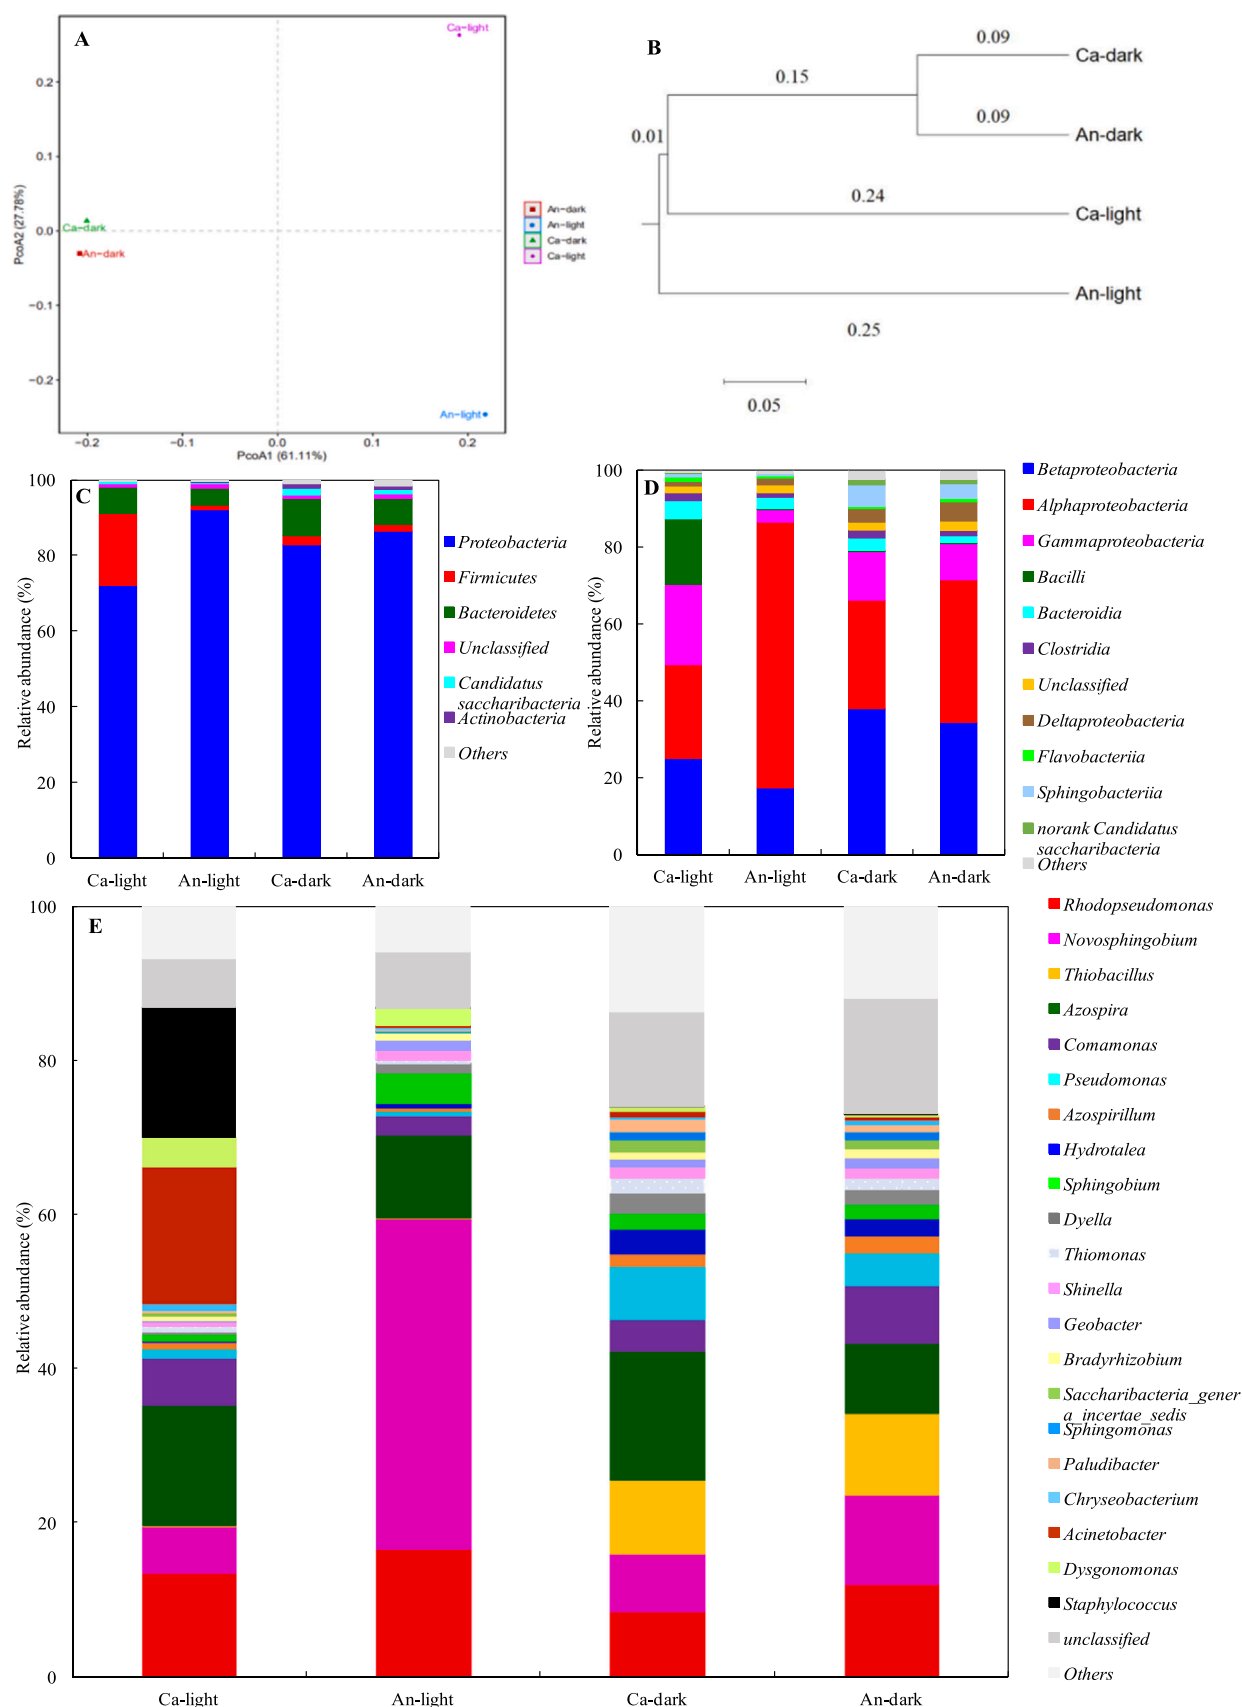 A
Ca-light
0.2
0.1
0.0
-0.1
-0.2
PcoA2 (27.78%)
Ca-dark
An-dark
An-light
-0.2
-0.1
0.0
0.1
0.2
PcoA1 (61.11%)
An-dark
An-light
Ca-dark
Ca-light
B
0.09
Ca-dark
0.15
0.09
An-dark
0.01
0.24
Ca-light
An-light
0.25
0.05
C
100
80
60
40
20
0
Relative abundance (%)
Ca-light
An-light
Ca-dark
An-dark
Proteobacteria
Firmicutes
Bacteroidetes
Unclassified
Candidatus
saccharibacteria
Actinobacteria
Others
D
100
80
60
40
20
0
Relative abundance (%)
Ca-light
An-light
Ca-dark
An-dark
Betaproteobacteria
Alphaproteobacteria
Gammaproteobacteria
Bacilli
Bacteroidia
Clostridia
Unclassified
Deltaproteobacteria
Flavobacteriia
Sphingobacteriia
norank Candidatus
saccharibacteria
Others
E
100
80
60
40
20
0
Relative abundance (%)
Ca-light
An-light
Ca-dark
An-dark
Rhodopseudomonas
Novosphingobium
Thiobacillus
Azospira
Comamonas
Pseudomonas
Azospirillum
Hydrotalea
Sphingobium
Dyella
Thiomonas
Shinella
Geobacter
Bradyrhizobium
Saccharibacteria_gener
a_incertae_sedis
Sphingomonas
Paludibacter
Chryseobacterium
Acinetobacter
Dysgonomonas
Staphylococcus
unclassified
Others